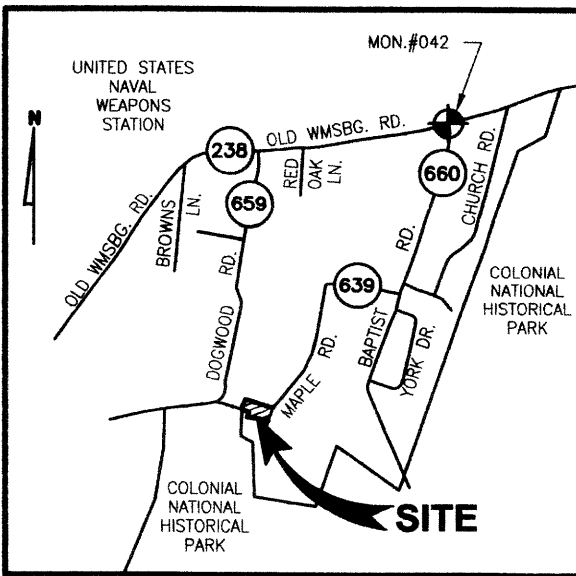 MON.#042
UNITED STATES
NAVAL
WEAPONS
STATION
N
OLD WMSBG. RD.
238
RED
OAK
LN.
659
660
CHURCH RD.
BROWNS
LN.
OLD WMSBG. RD.
DOGWOOD RD.
639
BAPTIST RD.
MAPLE RD.
YORK DR.
COLONIAL
NATIONAL
HISTORICAL
PARK
COLONIAL
NATIONAL
HISTORICAL
PARK
SITE